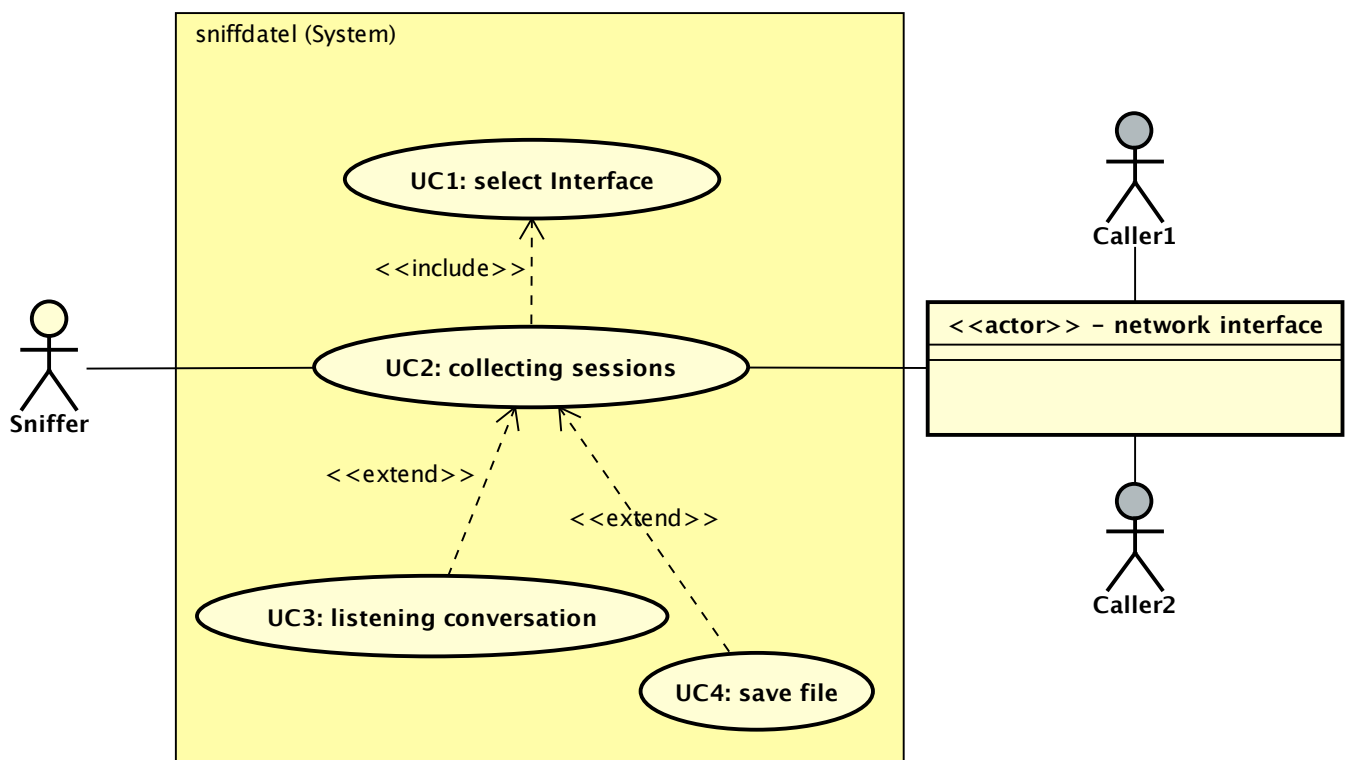 sniffdatel (System)
UC1: select Interface
<<include>>
Caller1
<<actor>> - network interface
UC2: collecting sessions
Sniffer
<<extend>>
<<extend>>
UC3: listening conversation
Caller2
UC4: save file